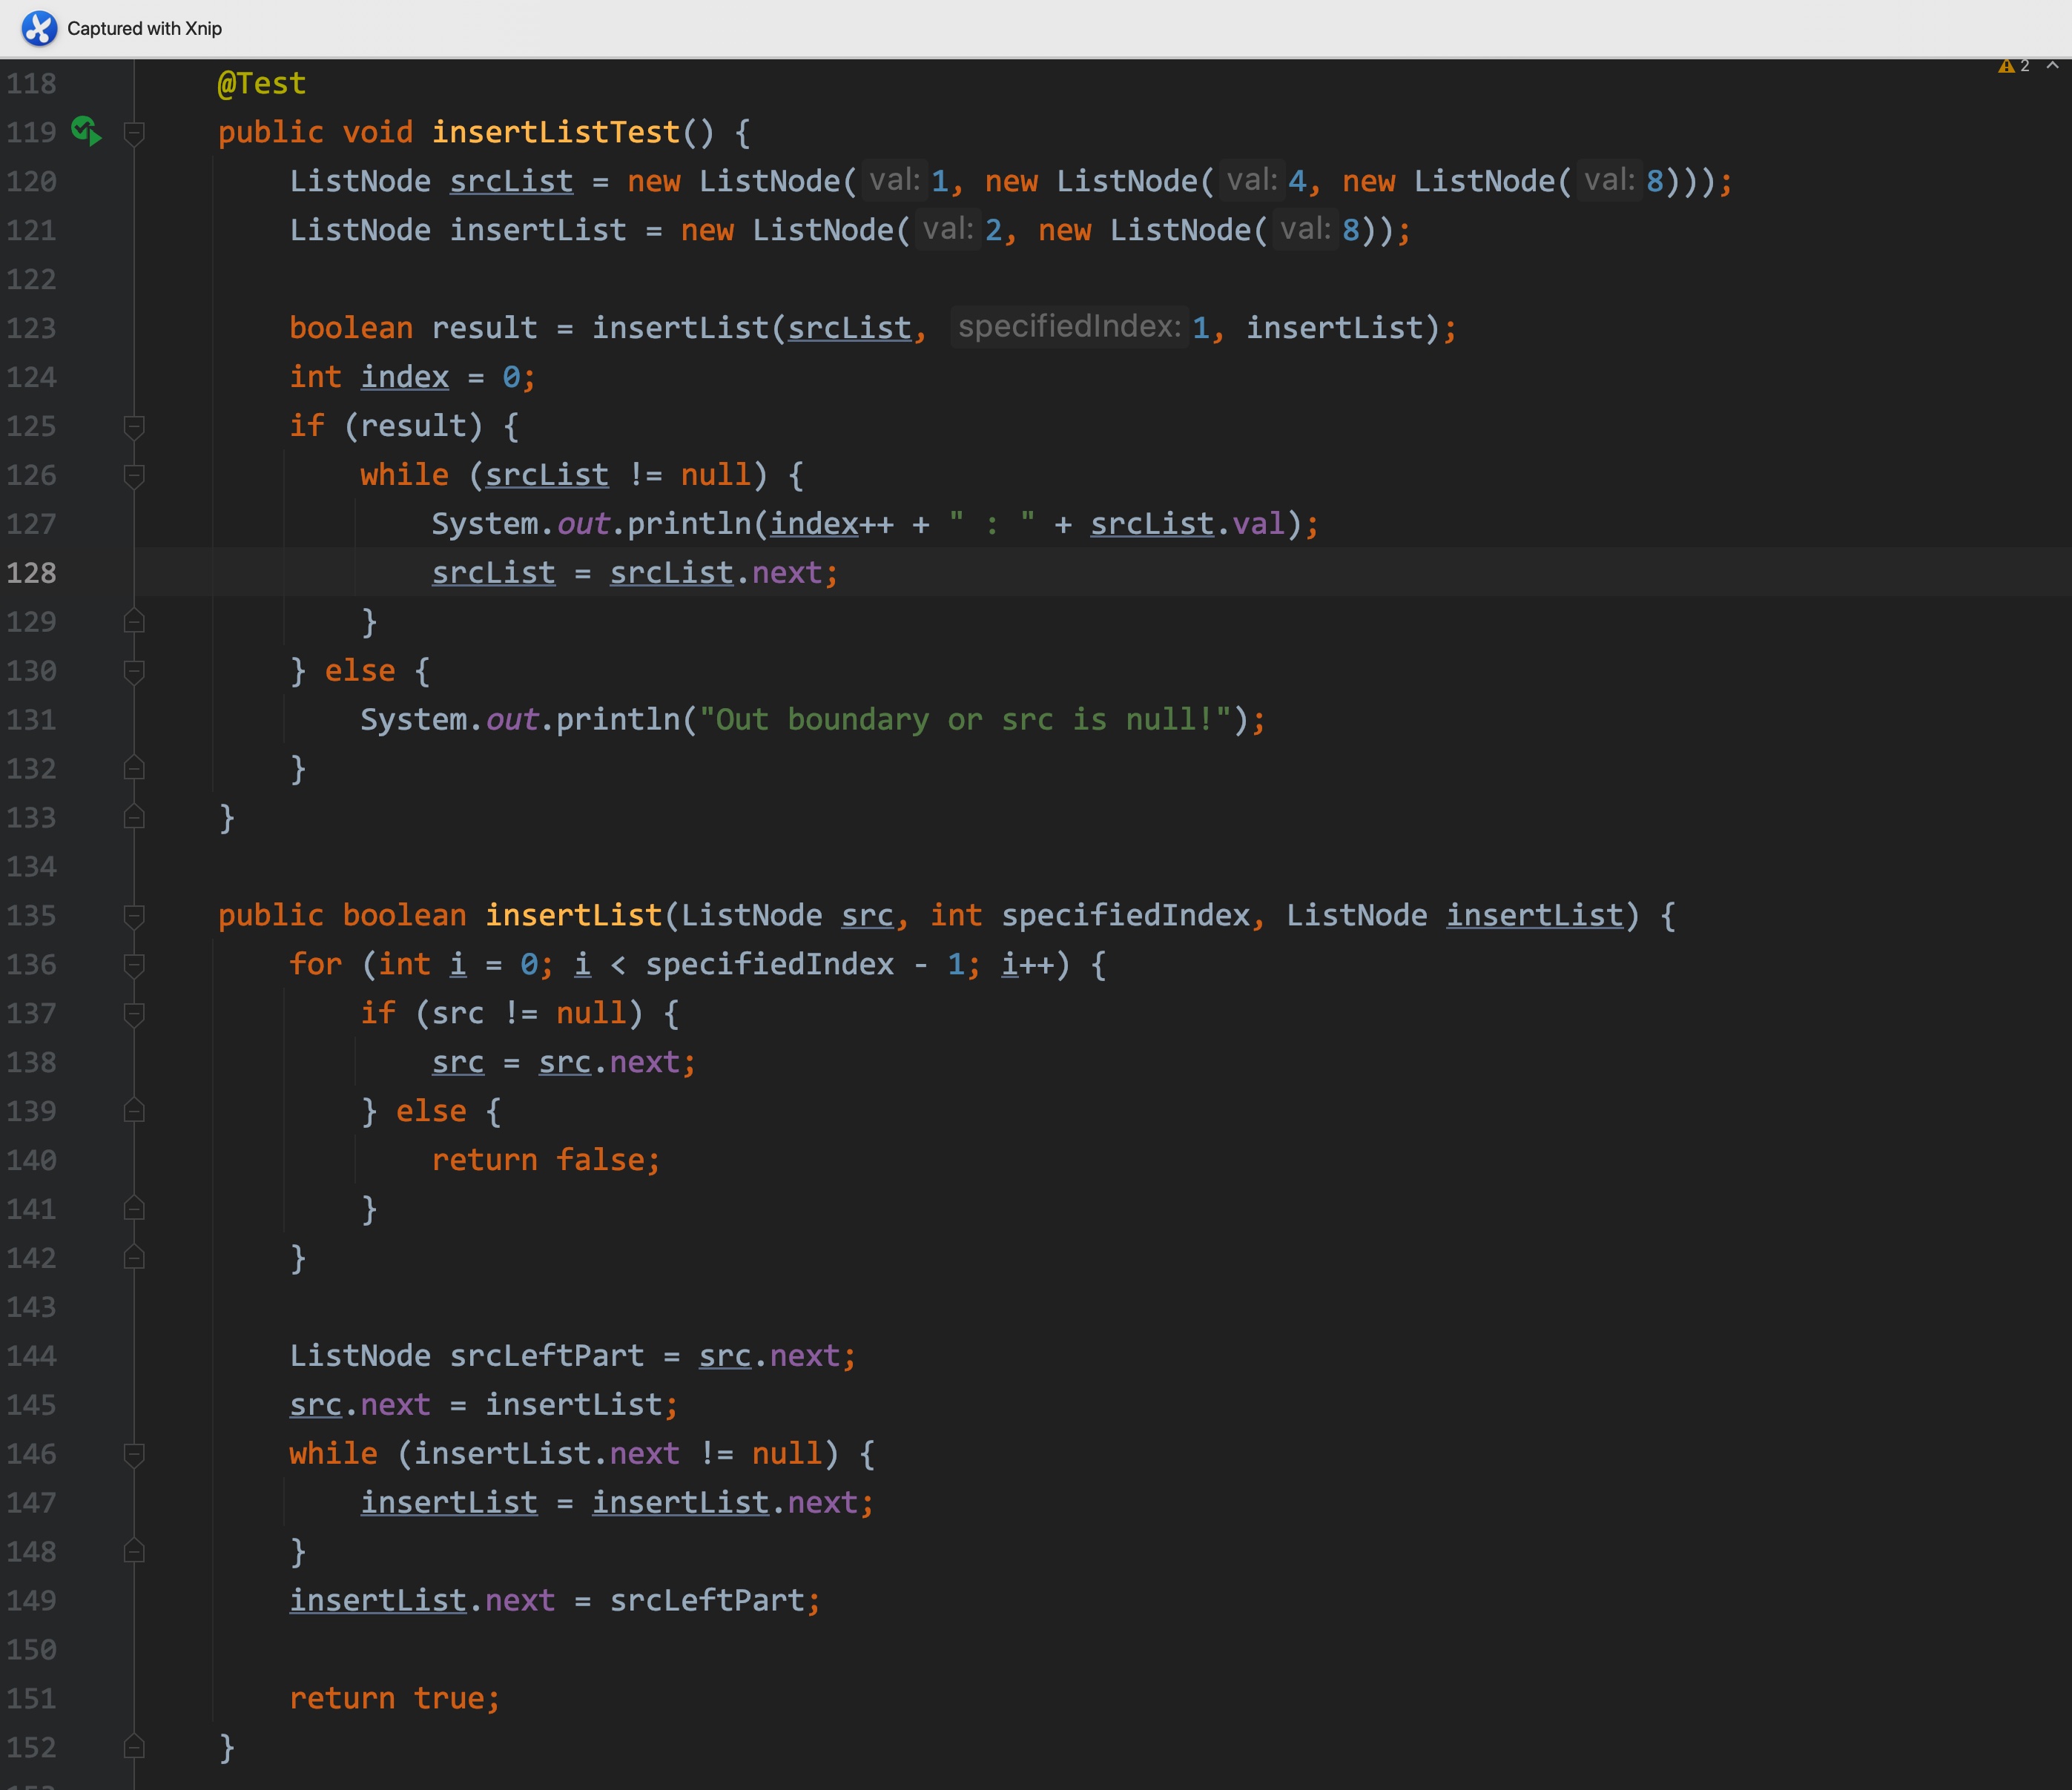 Captured with Xnip
2
118 @Test
119 public void insertListTest() {
120 ListNode srcList = new ListNode( val: 1, new ListNode( val: 4, new ListNode( val: 8)));
121 ListNode insertList = new ListNode( val: 2, new ListNode( val: 8));
122
123 boolean result = insertList(srcList, specifiedIndex: 1, insertList);
124 int index = 0;
125 if (result) {
126 while (srcList != null) {
127 System.out.println(index++ + " : " + srcList.val);
128 srcList = srcList.next;
129 }
130 } else {
131 System.out.println("Out boundary or src is null!");
132 }
133 }
134
135 public boolean insertList(ListNode src, int specifiedIndex, ListNode insertList) {
136 for (int i = 0; i < specifiedIndex - 1; i++) {
137 if (src != null) {
138 src = src.next;
139 } else {
140 return false;
141 }
142 }
143
144 ListNode srcLeftPart = src.next;
145 src.next = insertList;
146 while (insertList.next != null) {
147 insertList = insertList.next;
148 }
149 insertList.next = srcLeftPart;
150
151 return true;
152 }